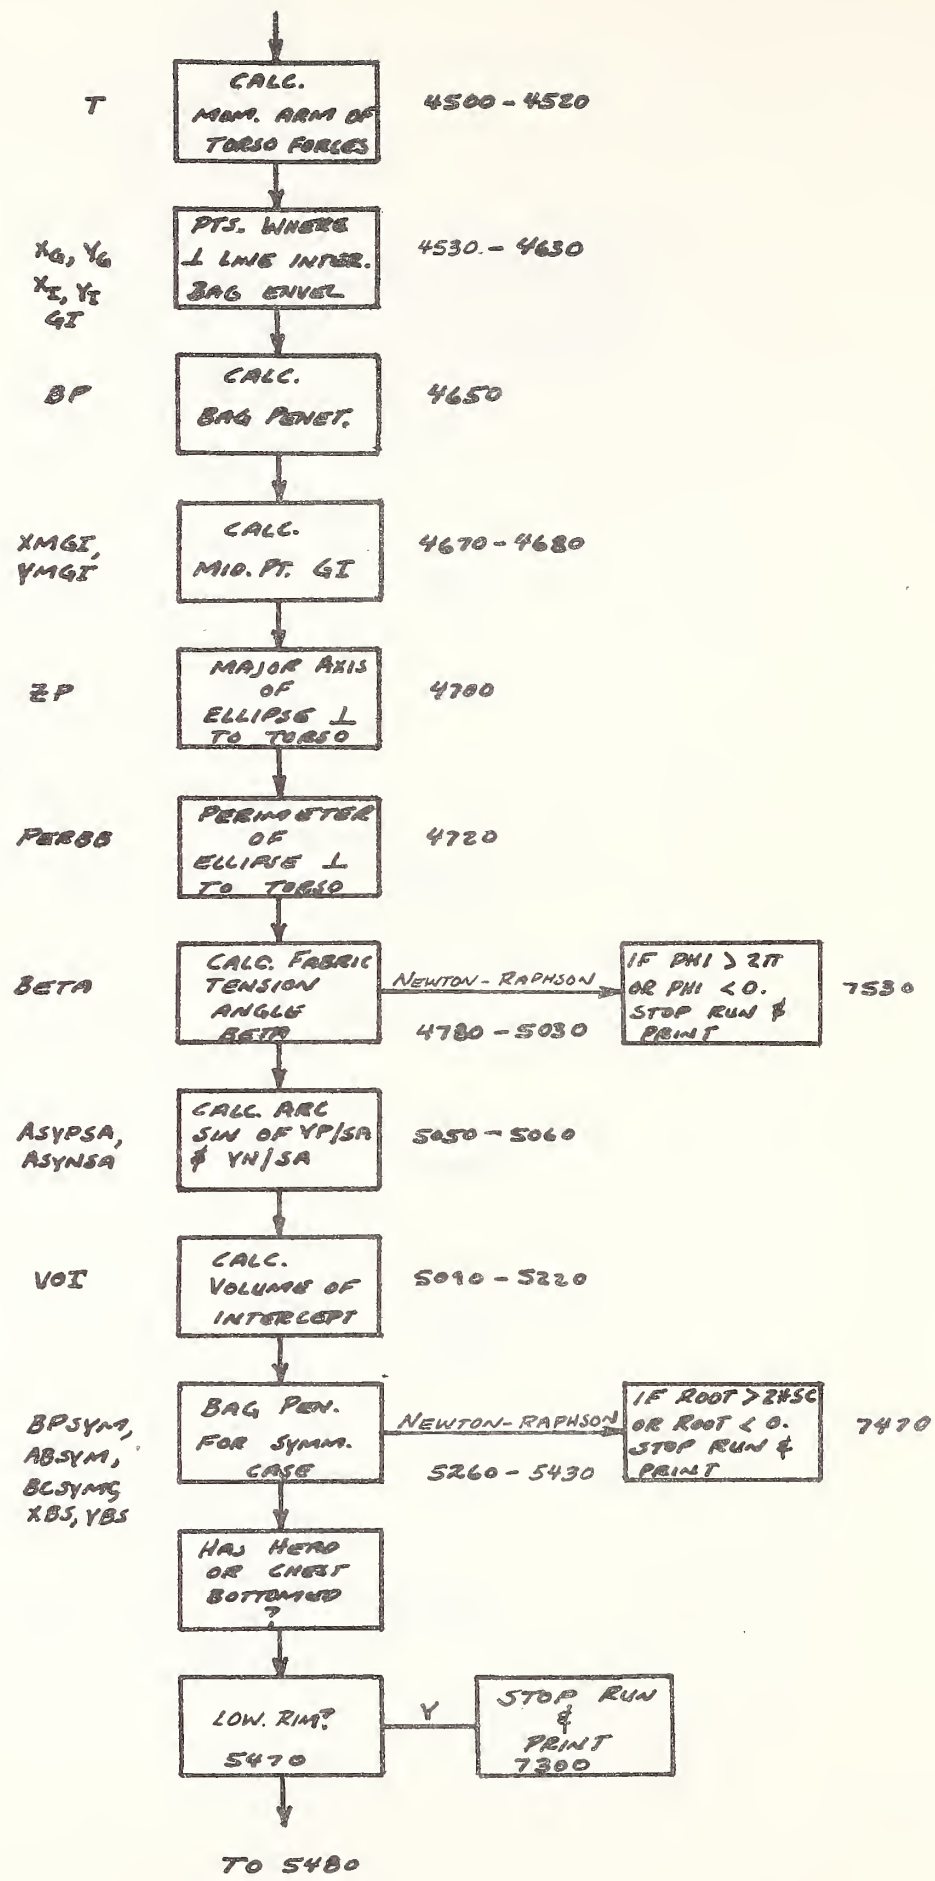 T
CALC.
MOM. ARM OF
TORSO FORCES
4500-4520
XG, YG
XI, YI
GI
PTS. WHERE
⊥ LINE INTER.
BAG ENVEL
4530.-4630
BP
CALC.
BAG PENET.
4650
XMGI,
YMGI
CALC.
MID. PT. GI
4670-4680
ZP
MAJOR AXIS
OF
ELLIPSE ⊥
TO TORSO
4700
PERBB
PERIMETER
OF
ELLIPSE ⊥
TO TORSO
4720
BETA
CALC. FABRIC
TENSION
ANGLE
BETA
NEWTON-RAPHSON
4780-5030
IF PHI > 2π
OR PHI < 0.
STOP RUN &
PRINT
7530
ASYPSA,
ASYNSA
CALC. ARC
SIN OF YP/SA
& YN/SA
5050-5060
VOI
CALC.
VOLUME OF
INTERCEPT
5090-5220
BPSYM,
ABSYM,
BCSYMG
XBS, YBS
BAG PEN.
FOR SYMM.
CASE
NEWTON-RAPHSON
5260-5430
IF ROOT > 2*SC
OR ROOT < 0.
STOP RUN &
PRINT
7470
HAS HEAD
OR CHEST
BOTTOMED
?
LOW. RIM?
5470
Y
STOP RUN
&
PRINT
7300
TO 5480